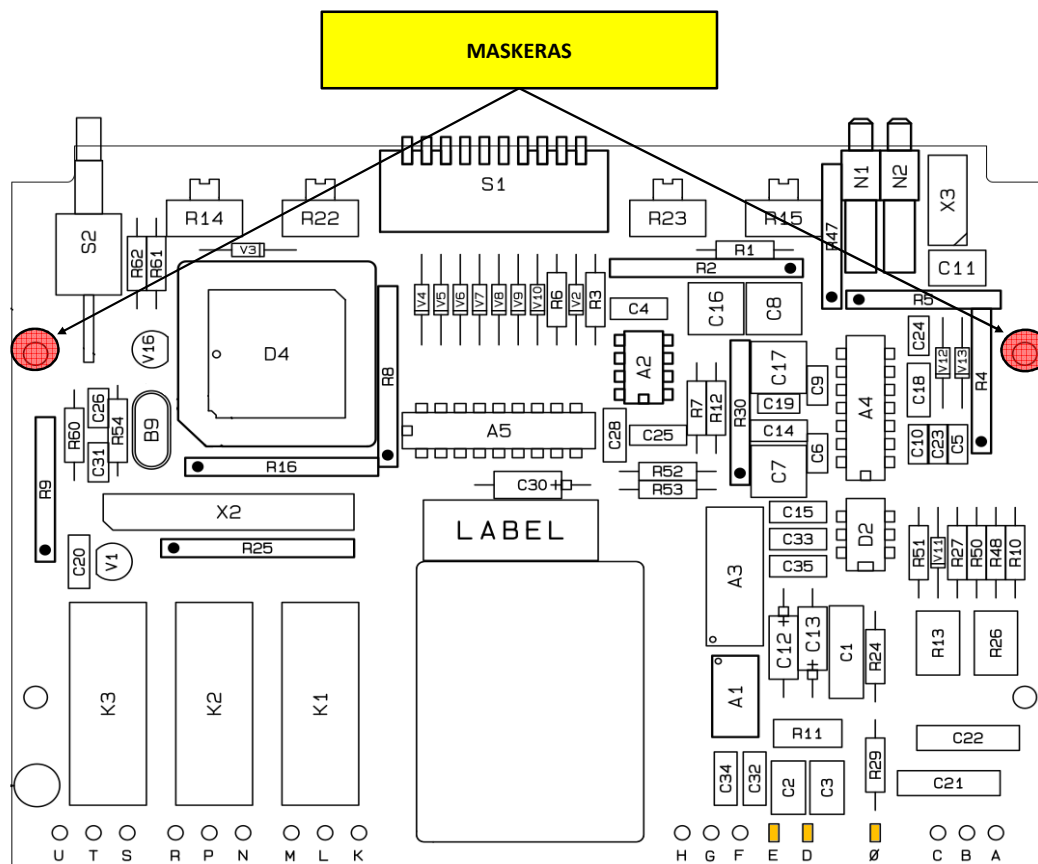 MASKERAS
S1
N1 N2 X3
R14 R22 R23 R15
S2
R62 R61
V3
R47
R1
R2
C11
R5
V4 V5 V6 V7 V8 V9 V10 R6 V2 R3
C4
C16 C8
D4
V16
R8
A2
C17
C9
C19
A4
C24
C18
V12 V13
R4
R60 C26 R54 B9
C31
R7 R12 R30
A5
C28 C25
C14
C6
C7
C10 C23 C5
R9
R16
R52
R53
C30
X2
LABEL
C15
C33
C35
D2
R25
C20 V1
A3
R51 V11 R27 R50 R48 R10
K3 K2 K1
C12 C13 C1 R24
R13 R26
A1
R11
R29
C22
C34 C32 C2 C3
C21
U T S R P N M L K H G F E D Ø C B A